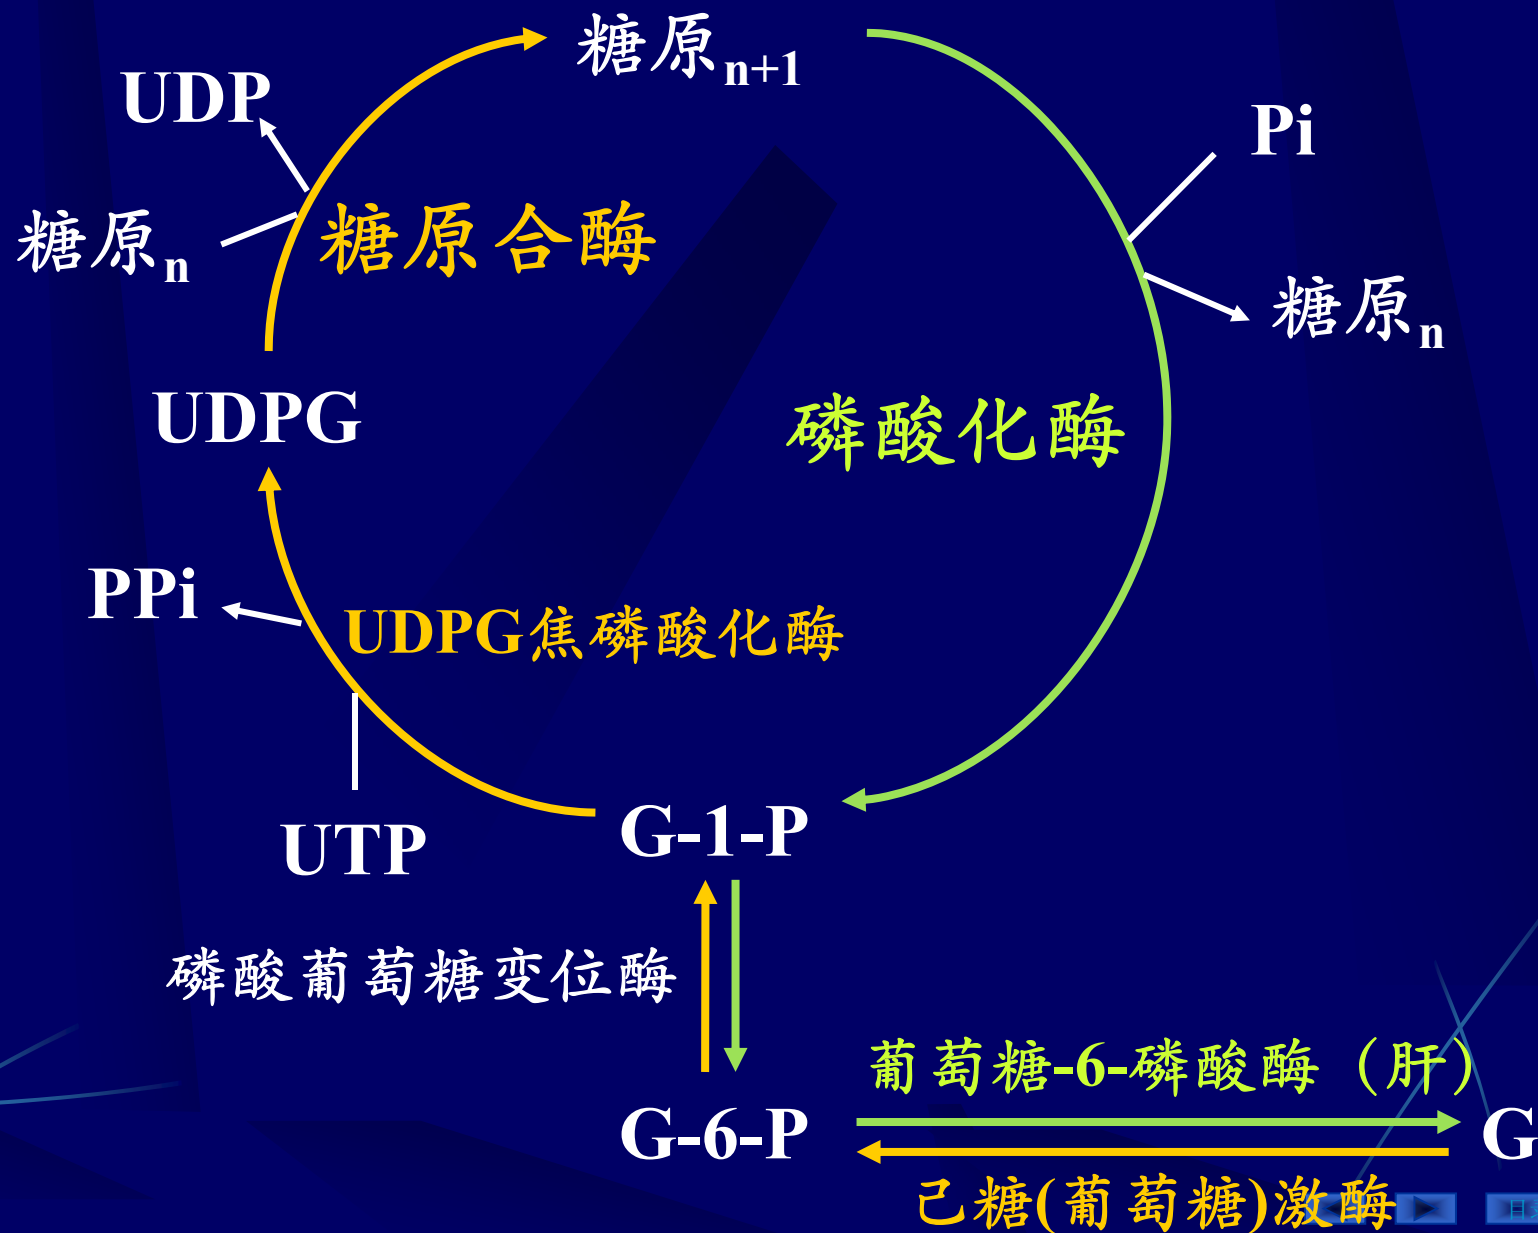 糖原n+1
UDP
Pi
糖原n
糖原合酶
糖原n
UDPG
磷酸化酶
PPi
UDPG焦磷酸化酶
G-1-P
UTP
磷酸葡萄糖变位酶
葡萄糖-6-磷酸酶（肝）
G-6-P
G
己糖(葡萄糖)激酶